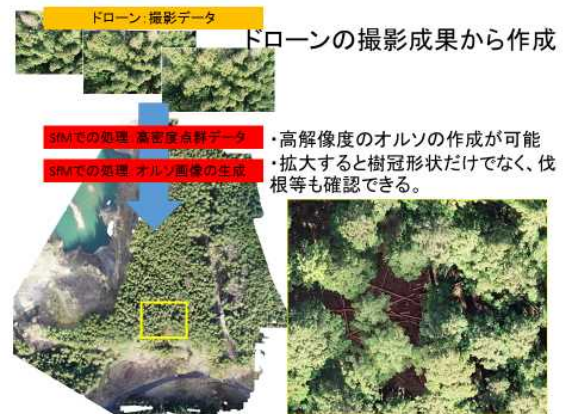 ドローン：撮影データ
ドローンの撮影成果から作成
SfMでの処理：高密度点群データ
SfMでの処理：オルソ画像の生成
・高解像度のオルソの作成が可能
・拡大すると樹冠形状だけでなく、伐
根等も確認できる。